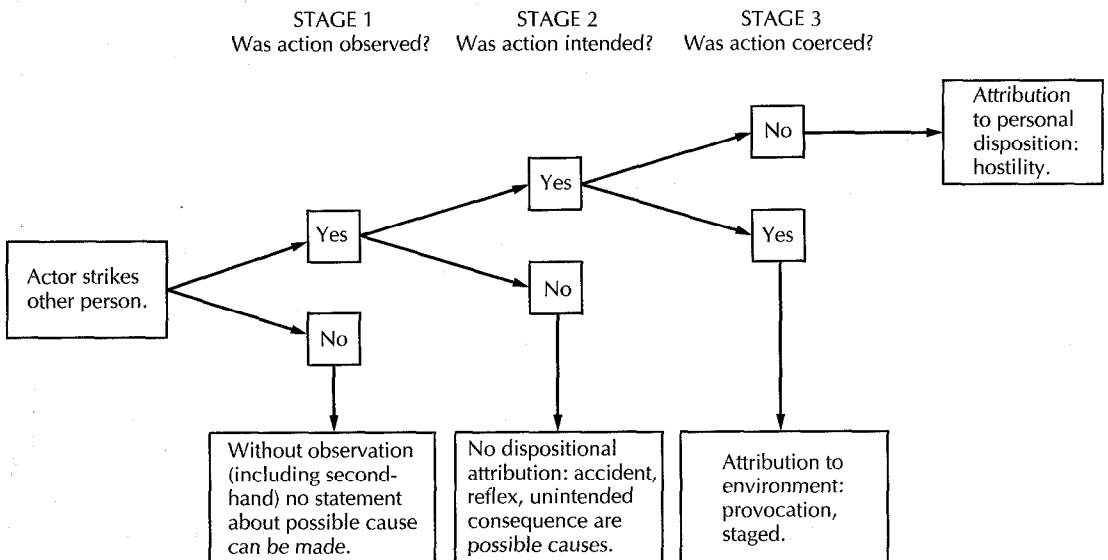 STAGE 1
Was action observed?
STAGE 2
Was action intended?
STAGE 3
Was action coerced?
Actor strikes
other person.
Yes
No
Yes
No
No
Yes
Attribution
to personal
disposition:
hostility.
Without observation
(including second-
hand) no statement
about possible cause
can be made.
No dispositional
attribution: accident,
reflex, unintended
consequence are
possible causes.
Attribution to
environment:
provocation,
staged.